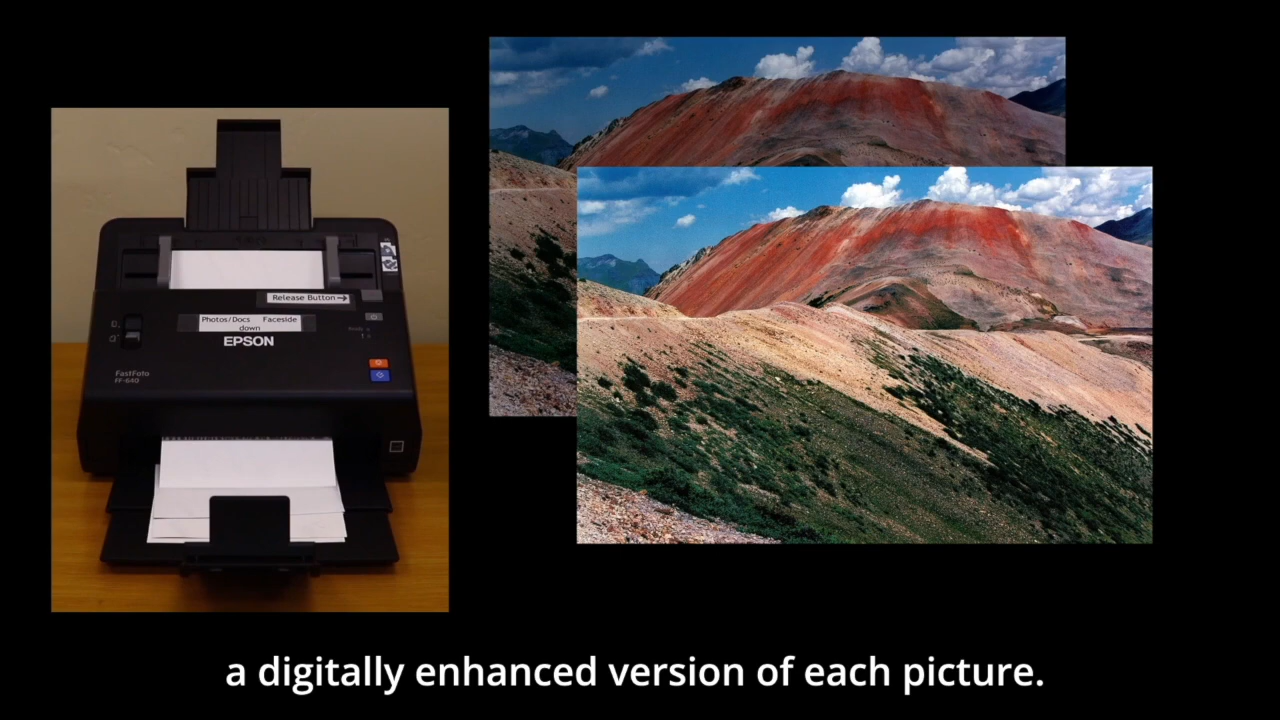 Release Button→
Photos/Docs Faceside
down
EPSON
FastFoto
FF-640
a digitally enhanced version of each picture.